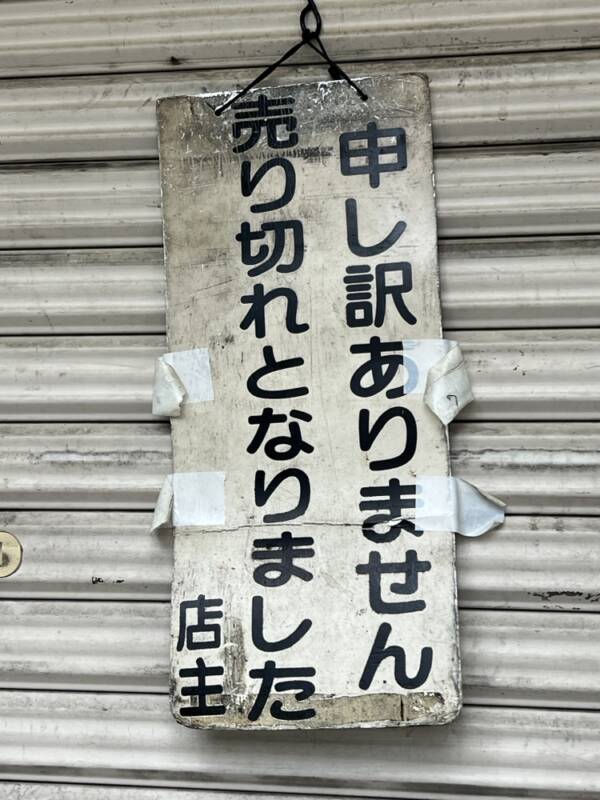 申し訳ありません
売り切れとなりました
店主